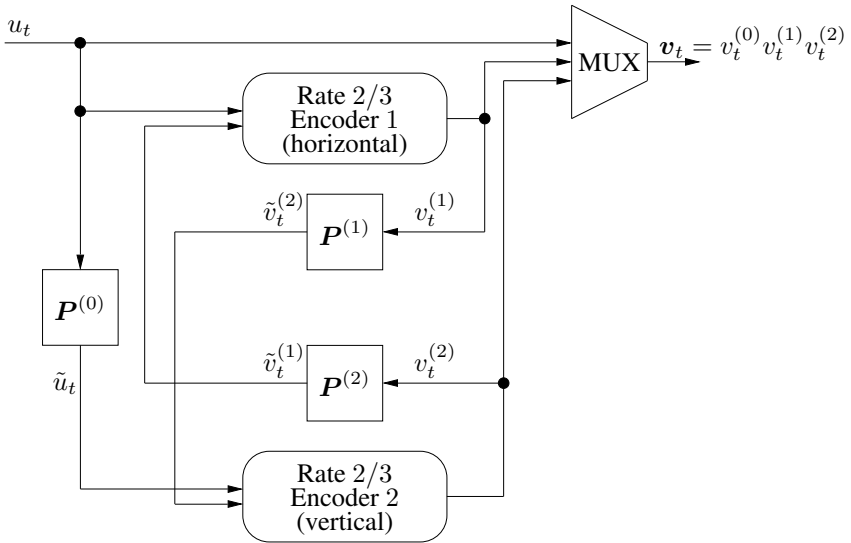 u_t
MUX
v_t = v_t^{(0)} v_t^{(1)} v_t^{(2)}
Rate 2/3
Encoder 1
(horizontal)
ṽ_t^{(2)}
P^{(1)}
v_t^{(1)}
P^{(0)}
ṽ_t^{(1)}
P^{(2)}
v_t^{(2)}
ũ_t
Rate 2/3
Encoder 2
(vertical)